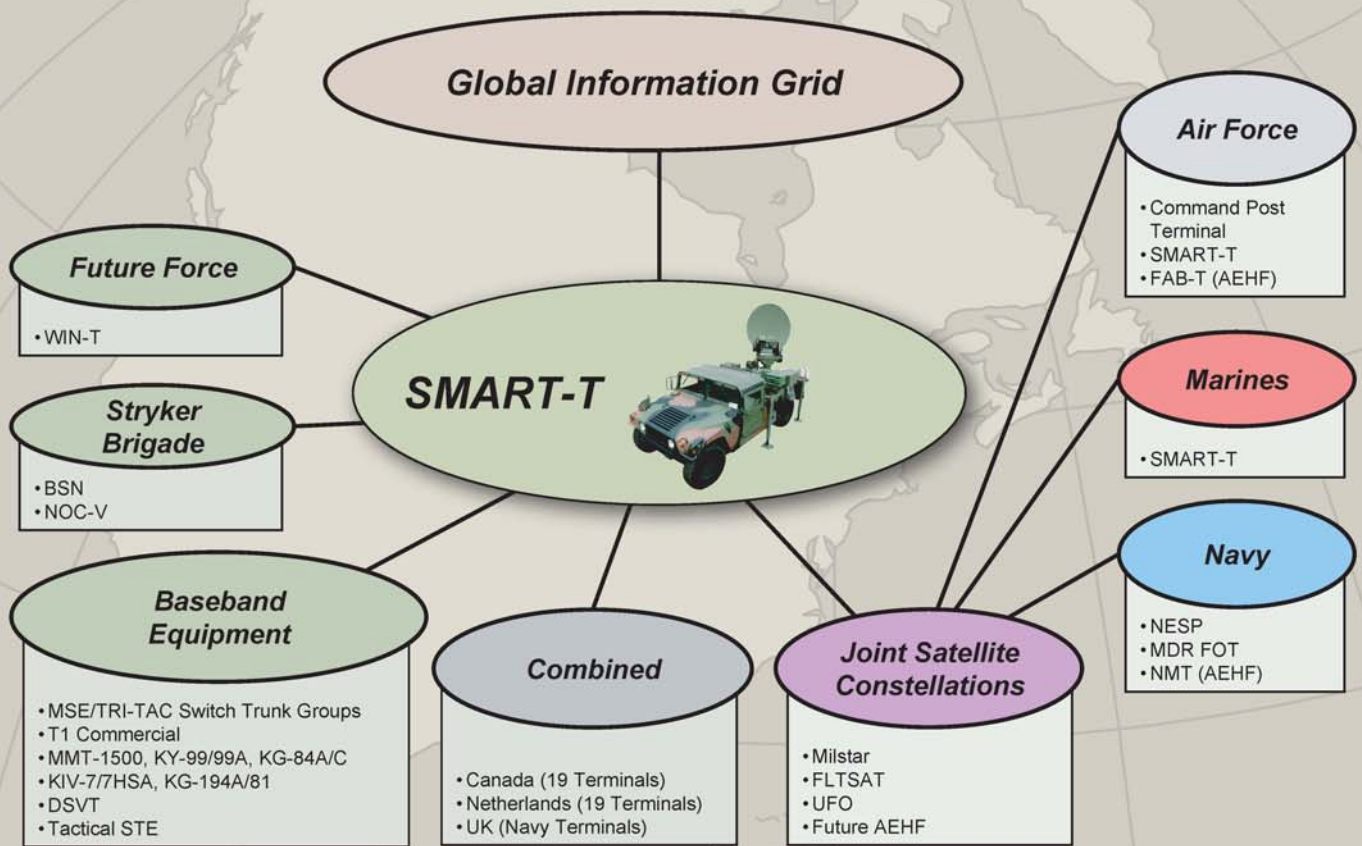 Global Information Grid
Air Force
• Command Post
Terminal
• SMART-T
• FAB-T (AEHF)
Future Force
• WIN-T
SMART-T
Marines
• SMART-T
Stryker
Brigade
• BSN
• NOC-V
Navy
• NESP
• MDR FOT
• NMT (AEHF)
Baseband
Equipment
• MSE/TRI-TAC Switch Trunk Groups
• T1 Commercial
• MMT-1500, KY-99/99A, KG-84A/C
• KIV-7/7HSA, KG-194A/81
• DSVT
• Tactical STE
Combined
• Canada (19 Terminals)
• Netherlands (19 Terminals)
• UK (Navy Terminals)
Joint Satellite
Constellations
• Milstar
• FLTSAT
• UFO
• Future AEHF